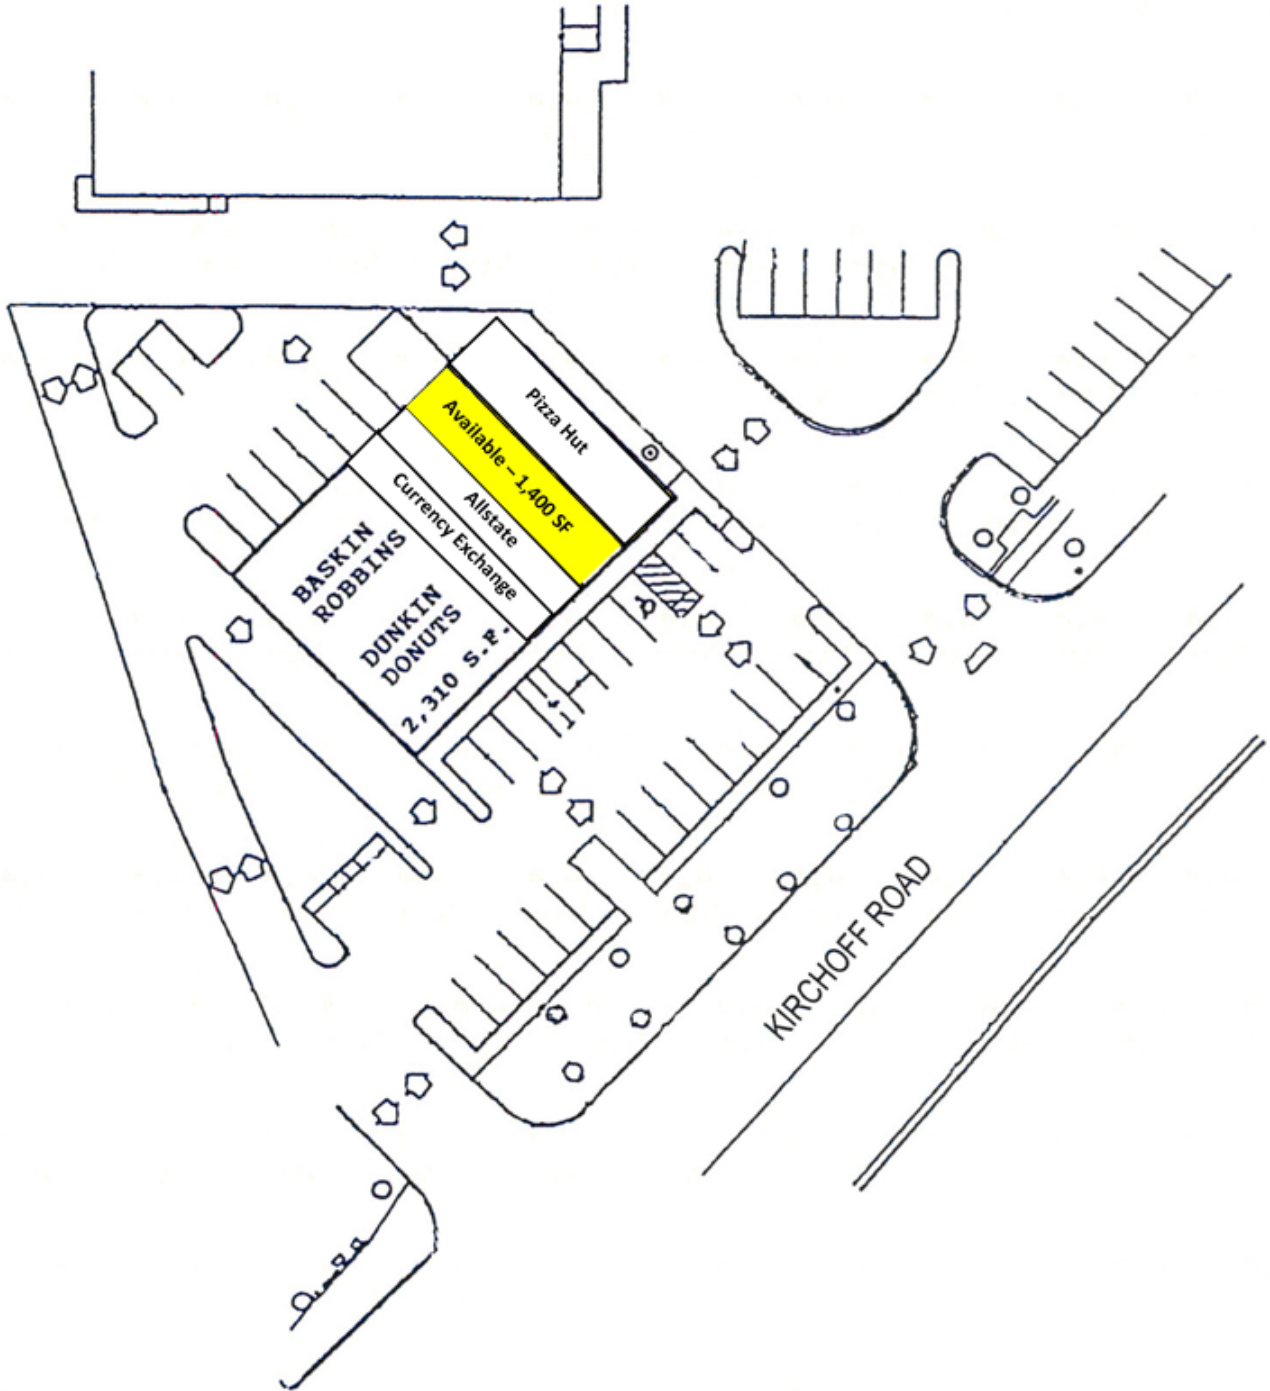 Pizza Hut
Available – 1,400 SF
Allstate
Currency Exchange
BASKIN
ROBBINS
DUNKIN
DONUTS
2,310 S.F.
KIRCHOFF ROAD